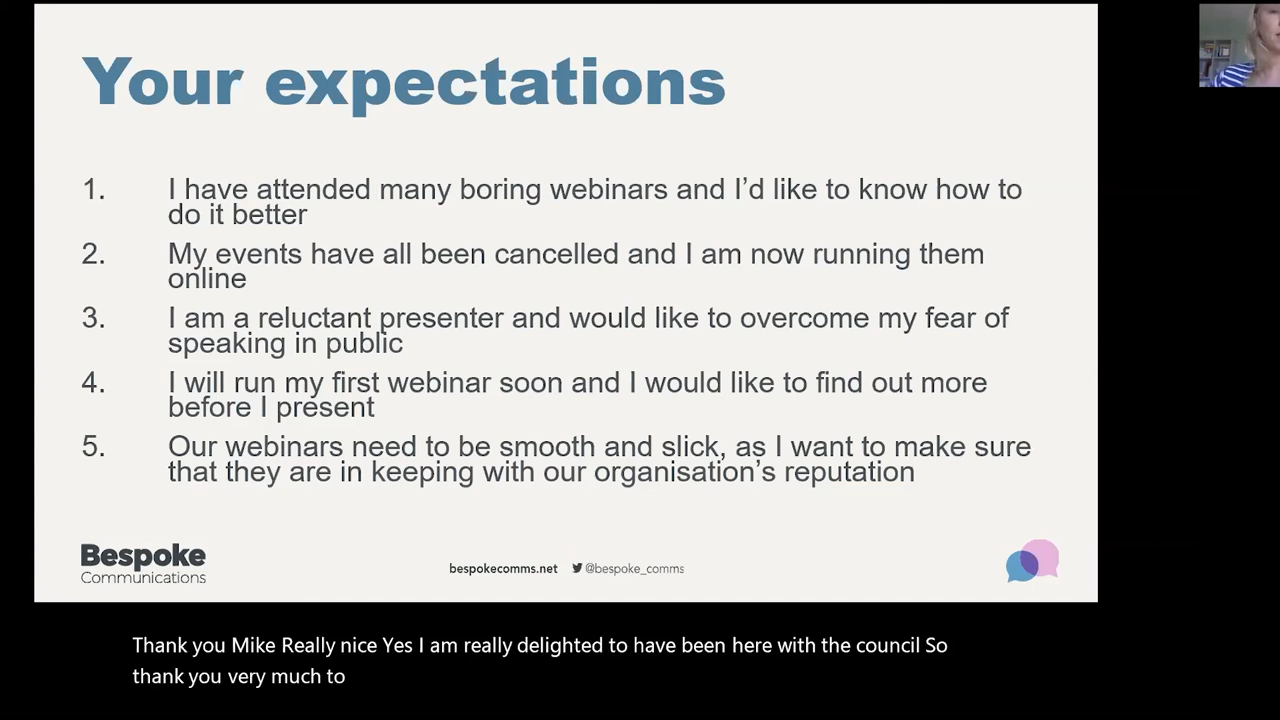 Your expectations
1. I have attended many boring webinars and I’d like to know how to
do it better
2. My events have all been cancelled and I am now running them
online
3. I am a reluctant presenter and would like to overcome my fear of
speaking in public
4. I will run my first webinar soon and I would like to find out more
before I present
5. Our webinars need to be smooth and slick, as I want to make sure
that they are in keeping with our organisation’s reputation
Bespoke
Communications
bespokecomms.net @bespoke_comms
Thank you Mike Really nice Yes I am really delighted to have been here with the council So
thank you very much to